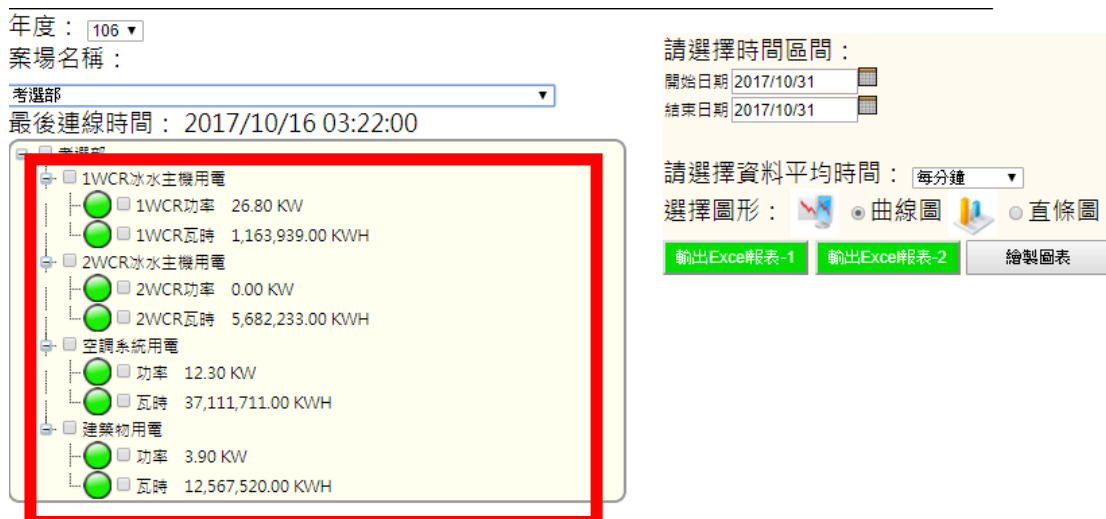 年度： 106
案場名稱：
考選部
最後連線時間： 2017/10/16 03:22:00
考選部
1WCR冰水主機用電
1WCR功率 26.80 KW
1WCR瓦時 1,163,939.00 KWH
2WCR冰水主機用電
2WCR功率 0.00 KW
2WCR瓦時 5,682,233.00 KWH
空調系統用電
功率 12.30 KW
瓦時 37,111,711.00 KWH
建築物用電
功率 3.90 KW
瓦時 12,567,520.00 KWH
請選擇時間區間：
開始日期 2017/10/31
結束日期 2017/10/31
請選擇資料平均時間： 每分鐘
選擇圖形： 曲線圖 直條圖
輸出Excel報表-1 輸出Excel報表-2 繪製圖表